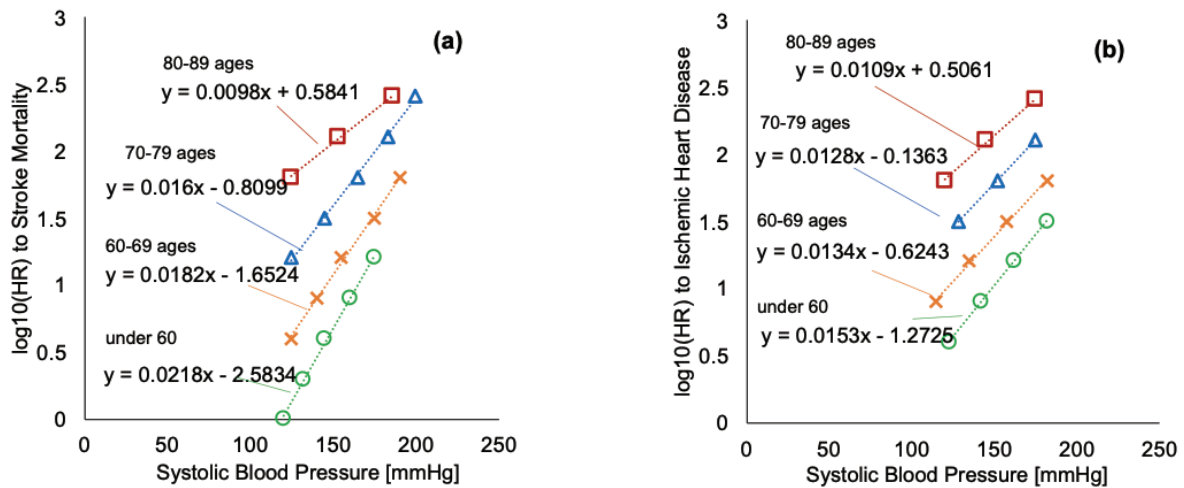 (a)
log10(HR) to Stroke Mortality
3
2.5
2
1.5
1
0.5
0
80-89 ages
y = 0.0098x + 0.5841
70-79 ages
y = 0.016x - 0.8099
60-69 ages
y = 0.0182x - 1.6524
under 60
y = 0.0218x - 2.5834
0 50 100 150 200 250
Systolic Blood Pressure [mmHg]
(b)
log10(HR) to Ischemic Heart Disease
3
2.5
2
1.5
1
0.5
0
80-89 ages
y = 0.0109x + 0.5061
70-79 ages
y = 0.0128x - 0.1363
60-69 ages
y = 0.0134x - 0.6243
under 60
y = 0.0153x - 1.2725
0 50 100 150 200 250
Systolic Blood Pressure [mmHg]